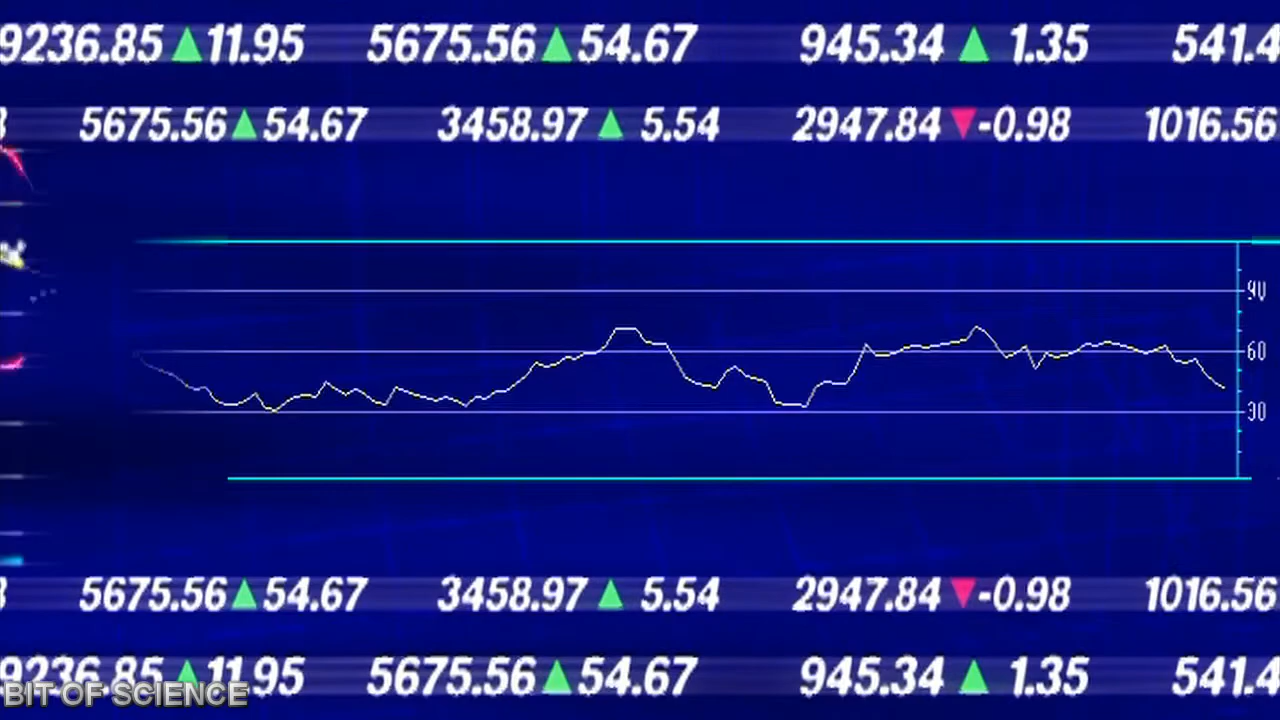 9236.85 ▲ 11.95 5675.56 ▲ 54.67 945.34 ▲ 1.35 541.4
5675.56 ▲ 54.67 3458.97 ▲ 5.54 2947.84 ▼ -0.98 1016.56
90
60
30
5675.56 ▲ 54.67 3458.97 ▲ 5.54 2947.84 ▼ -0.98 1016.56
9236.85 ▲ 11.95 5675.56 ▲ 54.67 945.34 ▲ 1.35 541.4
BIT OF SCIENCE